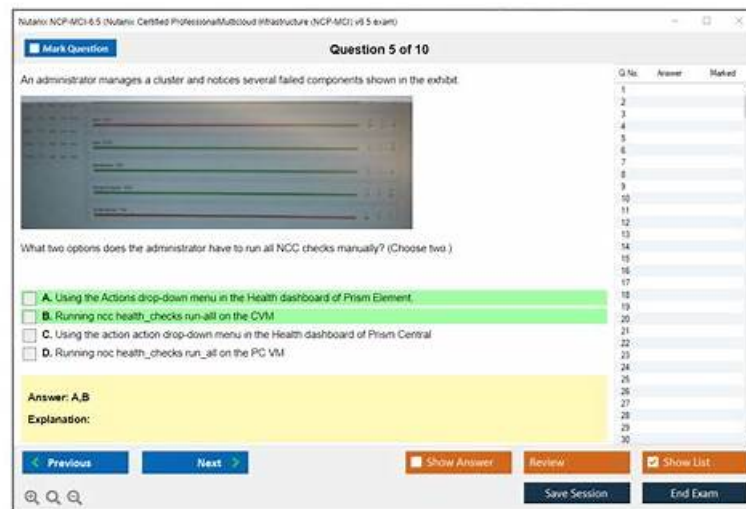 Nutanix NCP-MCI-6.5 (Nutanix Certified Professional Multicloud Infrastructure (NCP-MCI) v6.5 exam)
Mark Question
Question 5 of 10
An administrator manages a cluster and notices several failed components shown in the exhibit
What two options does the administrator have to run all NCC checks manually? (Choose two.)
A. Using the Actions drop-down menu in the Health dashboard of Prism Element,
B. Running ncc health_checks run-alll on the CVM
C. Using the action action drop-down menu in the Health dashboard of Prism Central
D. Running noc health_checks run_all on the PC VM
Answer: A,B
Explanation:
Q.No. Answer Marked
1
2
3
4
5
6
7
8
9
10
11
12
13
14
15
16
17
18
19
20
21
22
23
24
25
26
27
28
29
30
Previous
Next
Show Answer
Review
Show List
Save Session
End Exam